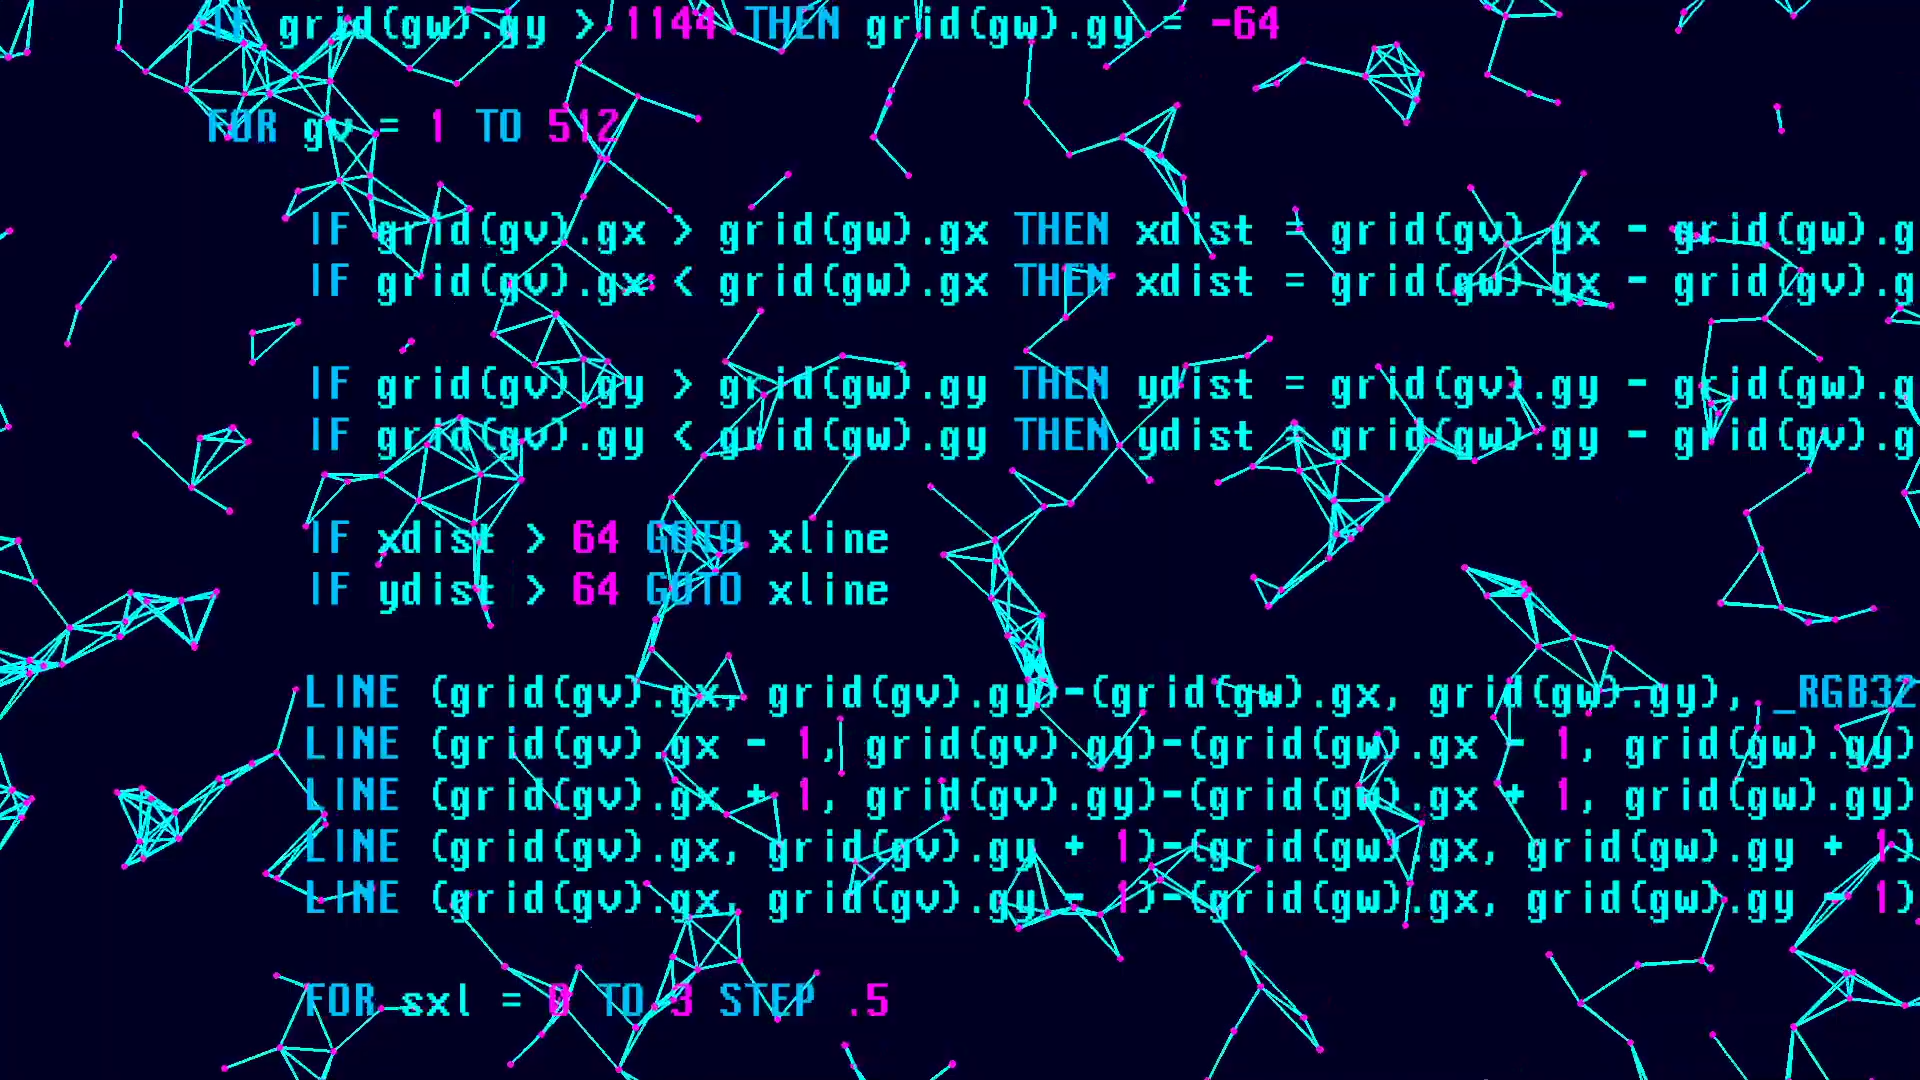 IF grid(gw).gy > 1144 THEN grid(gw).gy = -64
FOR gv = 1 TO 512
IF grid(gv).gx > grid(gw).gx THEN xdist = grid(gv).gx - grid(gw).g
IF grid(gv).gx < grid(gw).gx THEN xdist = grid(gw).gx - grid(gv).g
IF grid(gv).gy > grid(gw).gy THEN ydist = grid(gv).gy - grid(gw).g
IF grid(gv).gy < grid(gw).gy THEN ydist = grid(gw).gy - grid(gv).g
IF xdist > 64 GOTO xline
IF ydist > 64 GOTO xline
LINE (grid(gv).gx, grid(gv).gy)-(grid(gw).gx, grid(gw).gy), _RGB32
LINE (grid(gv).gx - 1, grid(gv).gy)-(grid(gw).gx - 1, grid(gw).gy)
LINE (grid(gv).gx + 1, grid(gv).gy)-(grid(gw).gx + 1, grid(gw).gy)
LINE (grid(gv).gx, grid(gv).gy + 1)-(grid(gw).gx, grid(gw).gy + 1)
LINE (grid(gv).gx, grid(gv).gy - 1)-(grid(gw).gx, grid(gw).gy - 1)
FOR sxl = 0 TO 3 STEP .5